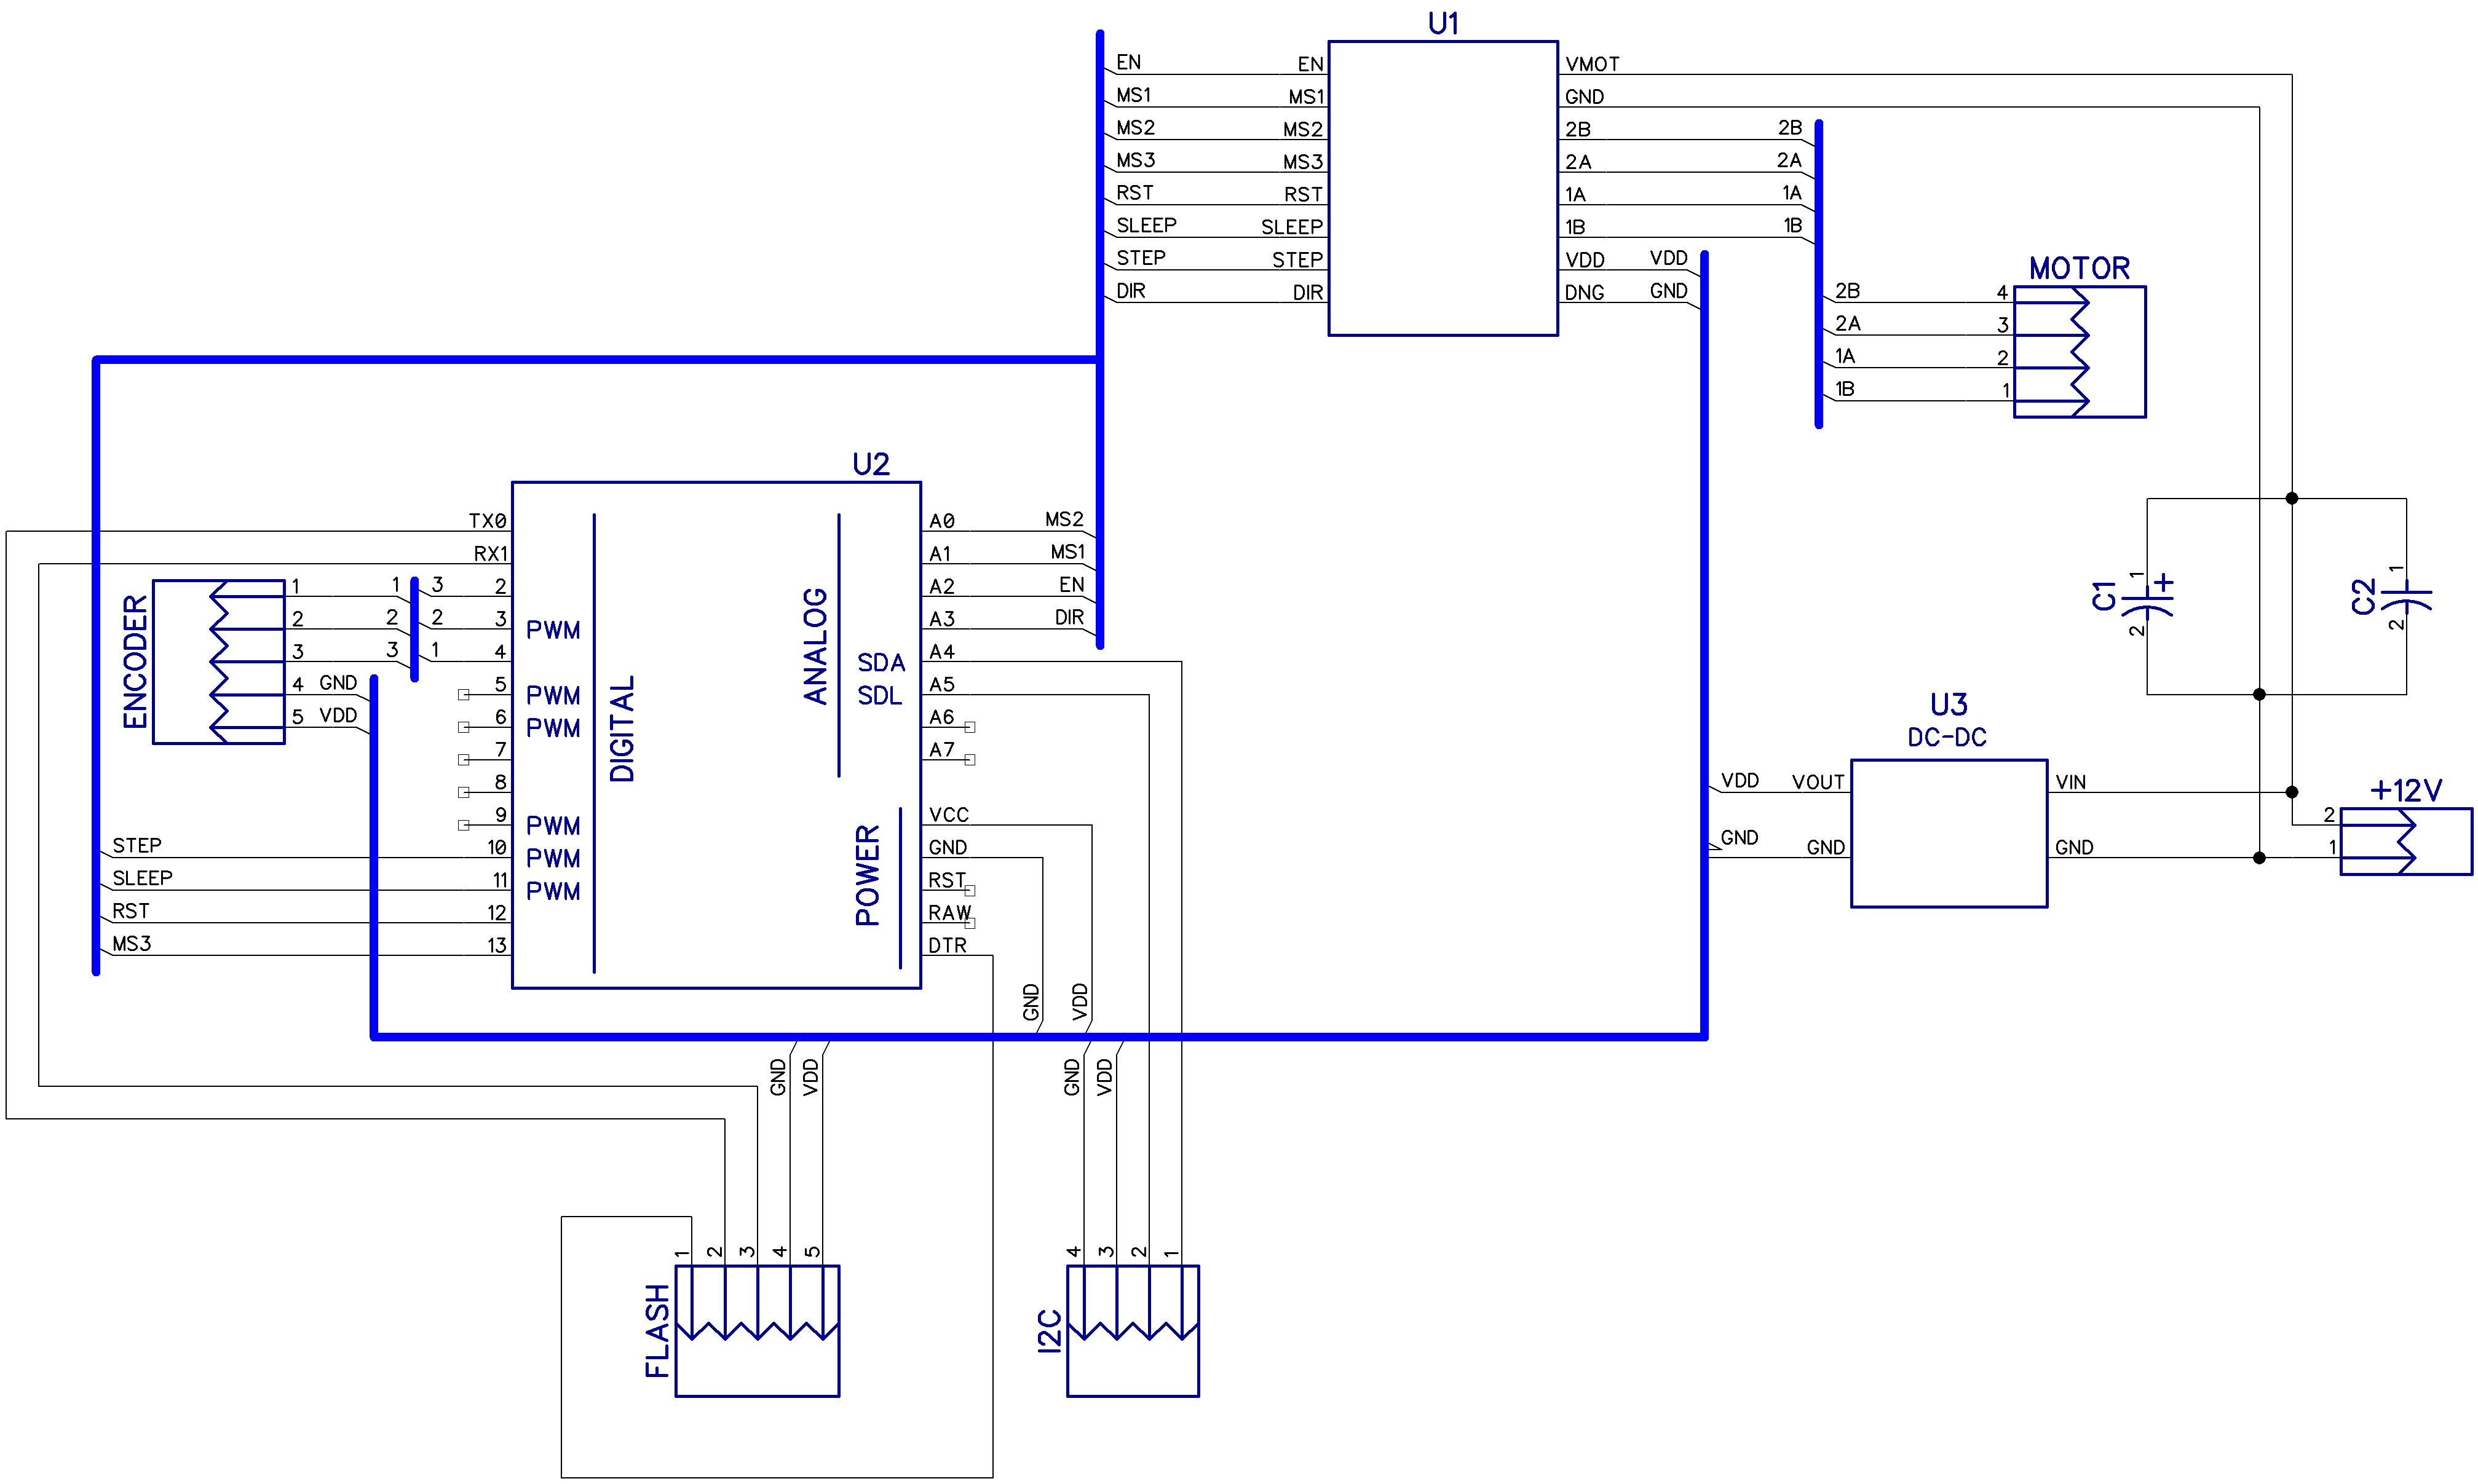 U1
EN EN VMOT
MS1 MS1 GND
MS2 MS2 2B 2B
MS3 MS3 2A 2A
RST RST 1A 1A
SLEEP SLEEP 1B 1B
STEP STEP VDD VDD
DIR DIR DNG GND
MOTOR
2B 4
2A 3
1A 2
1B 1
U2
TX0 A0 MS2
RX1 A1 MS1
1 1 3 2 A2 EN
2 2 2 3 PWM A3 DIR
3 3 1 4 SDA A4
4 GND 5 PWM SDL A5
5 VDD 6 PWM A6
7 A7
8
9 PWM VCC
STEP 10 PWM GND
SLEEP 11 PWM RST
RST 12 RAW
MS3 13 DTR
ENCODER
DIGITAL
ANALOG
POWER
GND
VDD
C1
1 +
2
C2
1
2
U3
DC-DC
VDD VOUT VIN
GND GND GND
+12V
2
1
GND
VDD
GND
VDD
1 2 3 4 5
FLASH
4 3 2 1
I2C